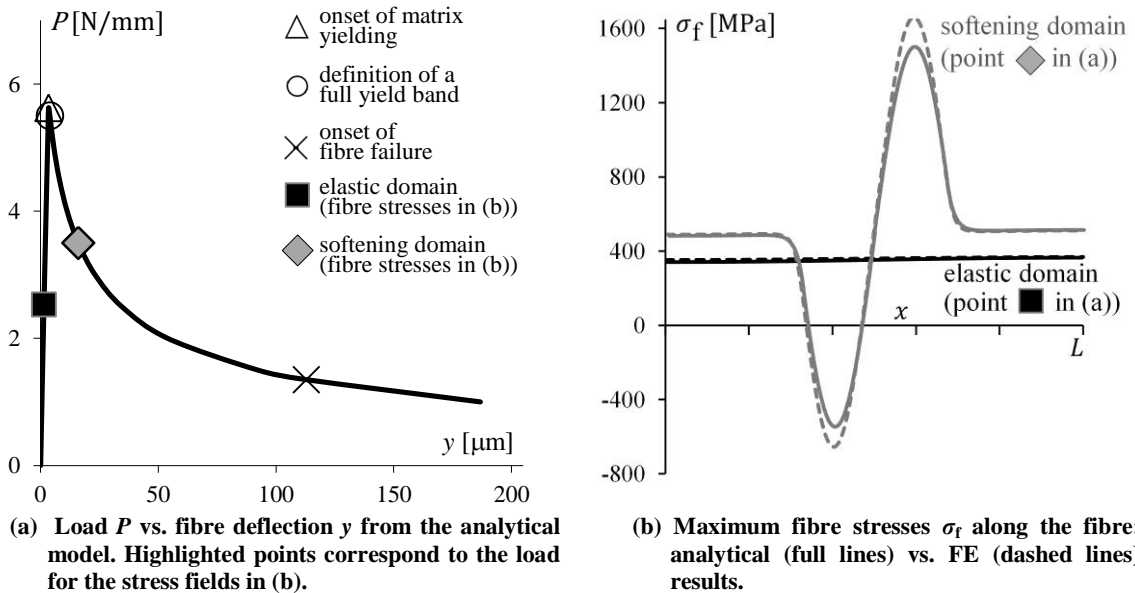 P [N/mm]
6
4
2
0
0
50
100
150
200
y [µm]
onset of
matrix
yielding
definition of a
full yield band
onset of
fibre failure
elastic domain
(fibre stresses in (b))
softening domain
(fibre stresses in (b))
(a) Load P vs. fibre deflection y from the analytical
model. Highlighted points correspond to the load
for the stress fields in (b).
1600
1200
800
400
0
-400
-800
σf [MPa]
softening domain
(point in (a))
elastic domain
(point in (a))
x
L
(b) Maximum fibre stresses σf along the fibre:
analytical (full lines) vs. FE (dashed lines)
results.